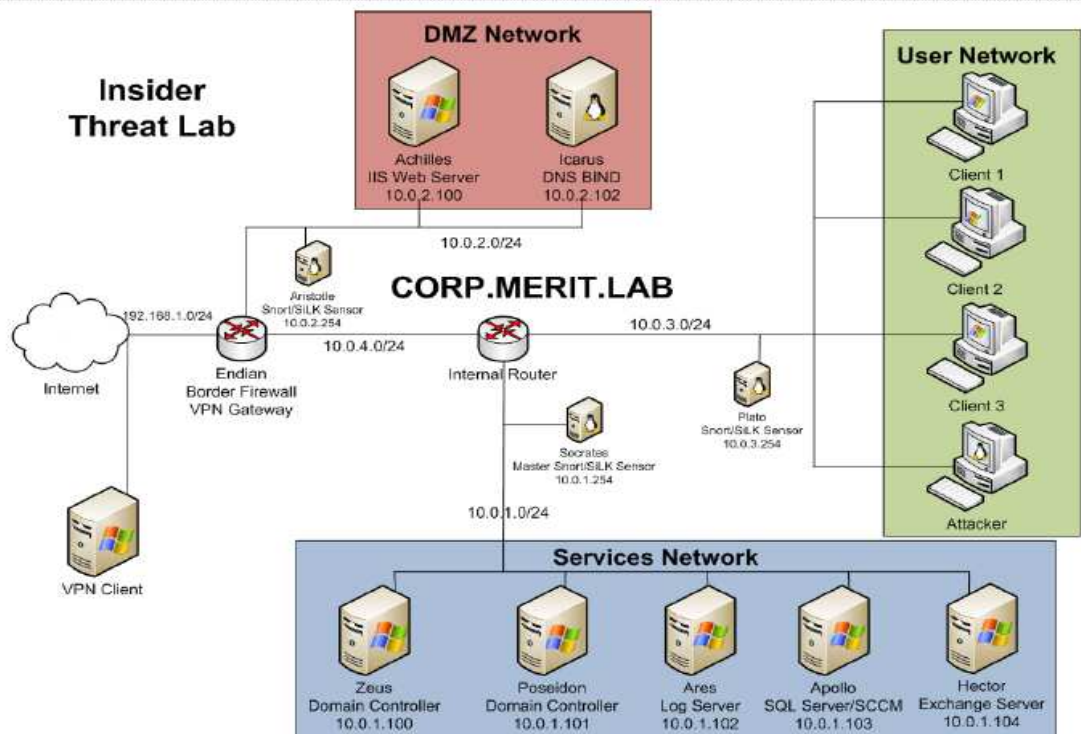 Insider
Threat Lab
DMZ Network
Achilles
IIS Web Server
10.0.2.100
Icarus
DNS BIND
10.0.2.102
User Network
Client 1
Client 2
Client 3
Attacker
10.0.2.0/24
Aristotle
Snort/SiLK Sensor
10.0.2.254
CORP.MERIT.LAB
Internet
192.168.1.0/24
Endian
Border Firewall
VPN Gateway
10.0.4.0/24
Internal Router
10.0.3.0/24
Plato
Snort/SiLK Sensor
10.0.3.254
Socrates
Master Snort/SiLK Sensor
10.0.1.254
10.0.1.0/24
VPN Client
Services Network
Zeus
Domain Controller
10.0.1.100
Poseidon
Domain Controller
10.0.1.101
Ares
Log Server
10.0.1.102
Apollo
SQL Server/SCCM
10.0.1.103
Hector
Exchange Server
10.0.1.104